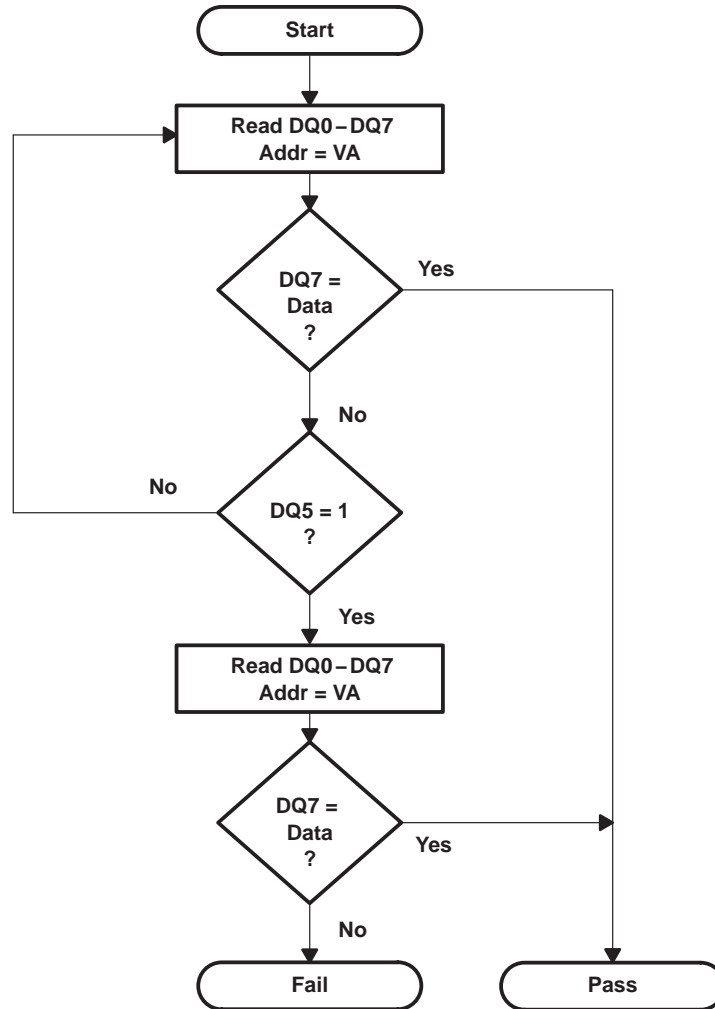 Start
Read DQ0–DQ7
Addr = VA
Yes
DQ7 =
Data
?
No
No
DQ5 = 1
?
Yes
Read DQ0–DQ7
Addr = VA
DQ7 =
Data
?
Yes
No
Fail
Pass